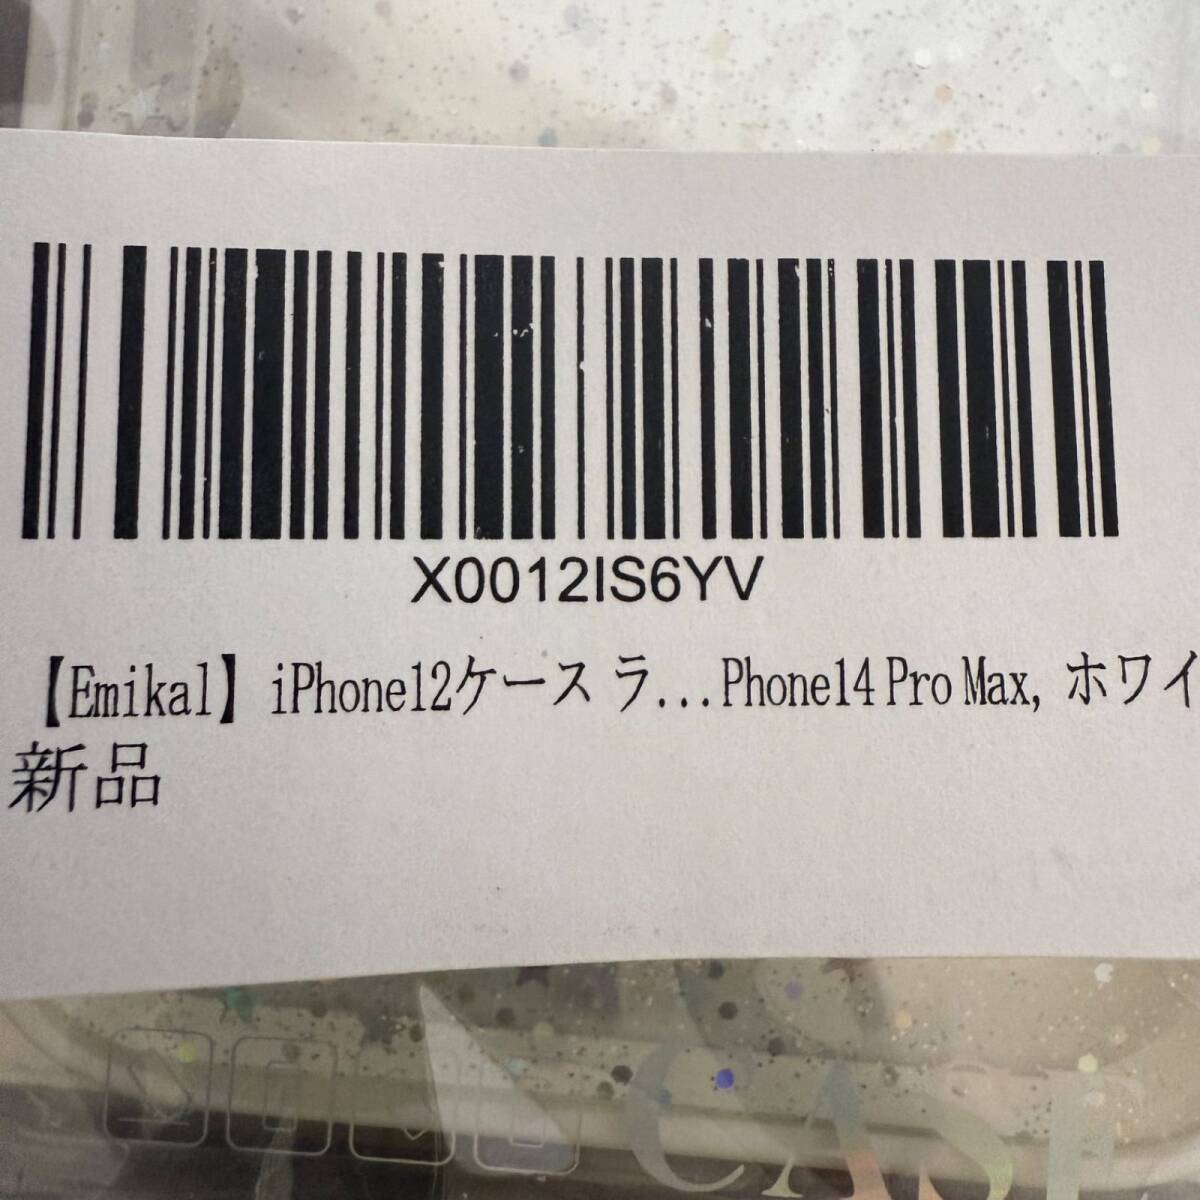 X0012IS6YV
【Emikal】iPhone12ケース ラ...Phone14 Pro Max, ホワイ
新品
CASE